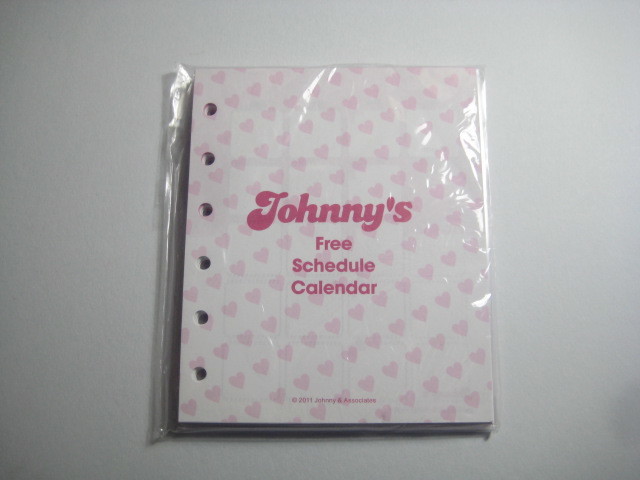 Johnny's
Free
Schedule
Calendar
© 2011 Johnny & Associates